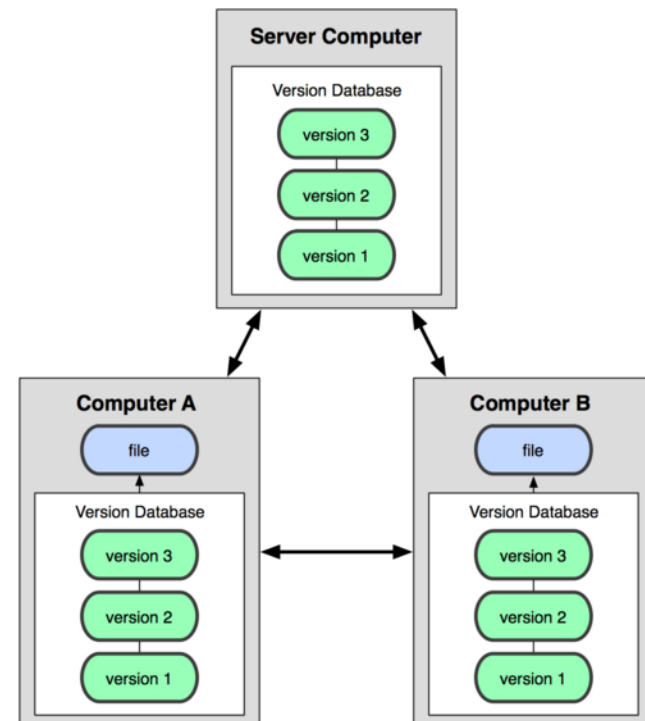 Server Computer
Version Database
version 3
version 2
version 1
Computer A
file
Version Database
version 3
version 2
version 1
Computer B
file
Version Database
version 3
version 2
version 1